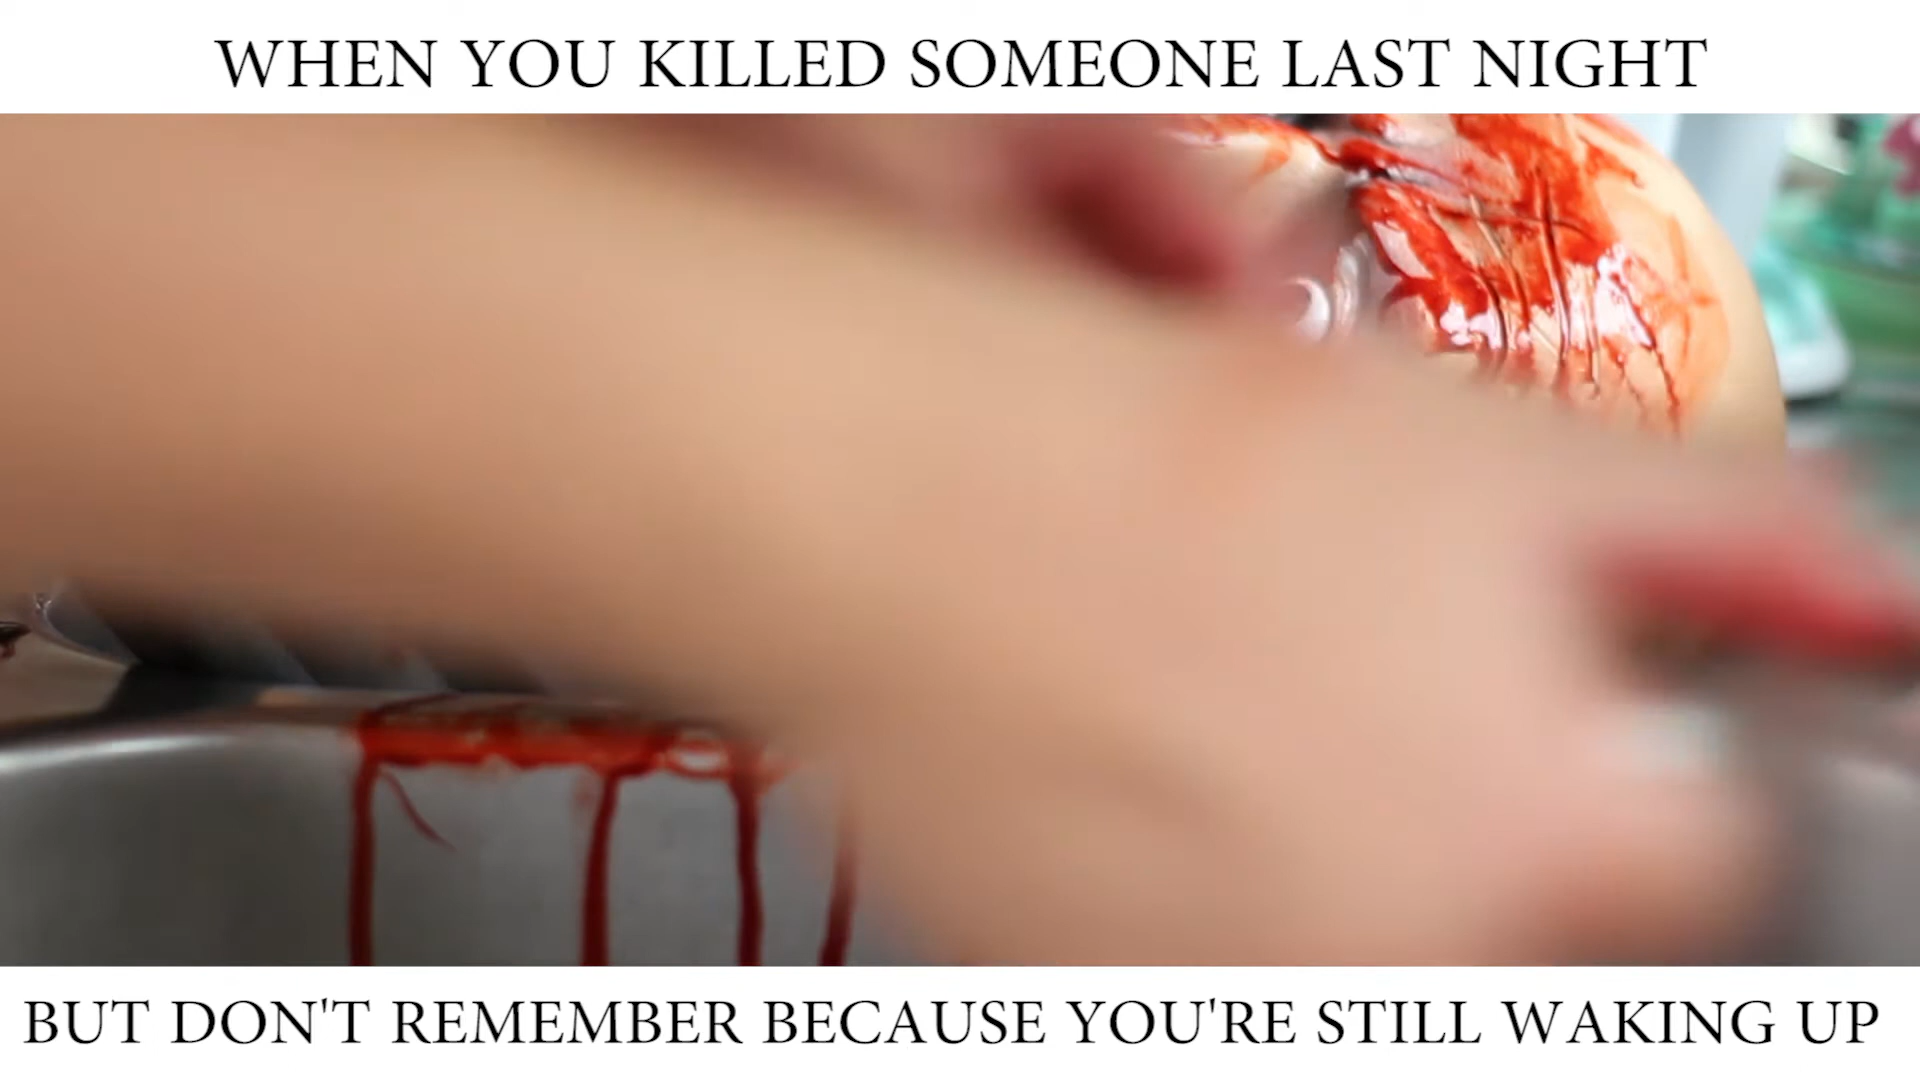 WHEN YOU KILLED SOMEONE LAST NIGHT
BUT DON'T REMEMBER BECAUSE YOU'RE STILL WAKING UP